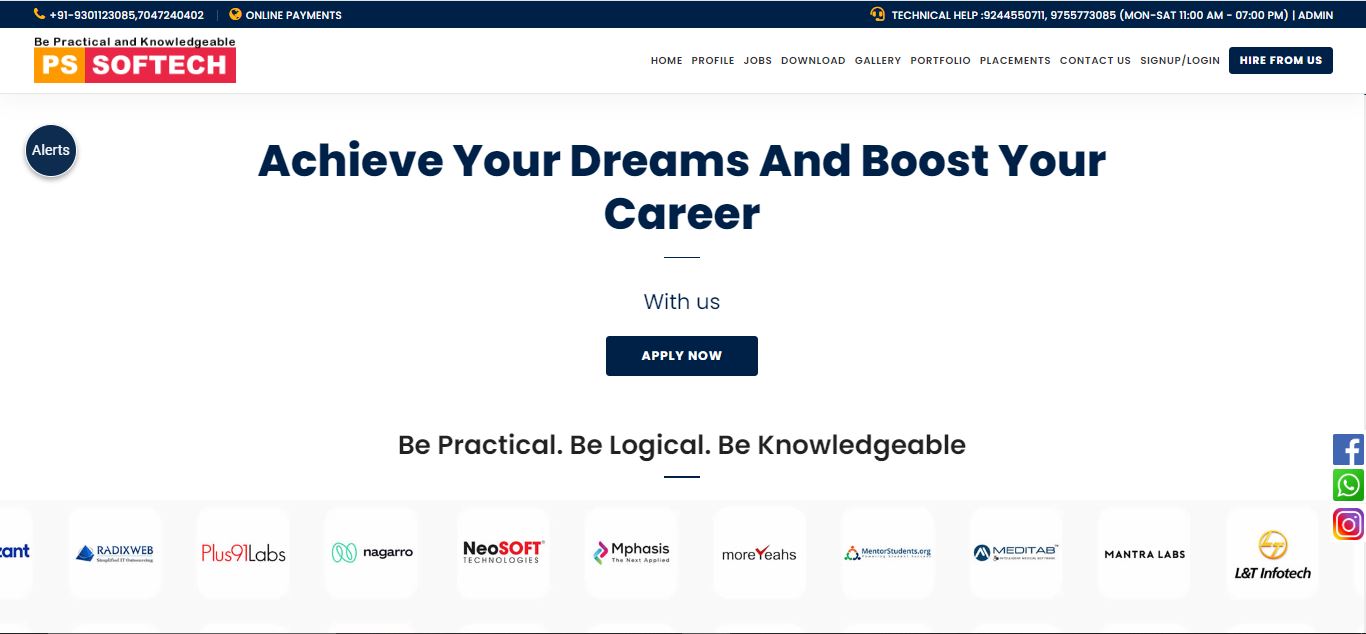 +91-9301123085,7047240402 | ONLINE PAYMENTS
TECHNICAL HELP :9244550711, 9755773085 (MON-SAT 11:00 AM - 07:00 PM) | ADMIN
Be Practical and Knowledgeable
PS SOFTECH
HOME PROFILE JOBS DOWNLOAD GALLERY PORTFOLIO PLACEMENTS CONTACT US SIGNUP/LOGIN HIRE FROM US
Alerts
Achieve Your Dreams And Boost Your
Career
With us
APPLY NOW
Be Practical. Be Logical. Be Knowledgeable
zant
RADIXWEB
Simplified IT Outsourcing
Plus91Labs
nagarro
NeoSOFT
TECHNOLOGIES
Mphasis
The Next Applied
moreYeahs
MentorStudents.org
MEDITAB
MANTRA LABS
L&T Infotech